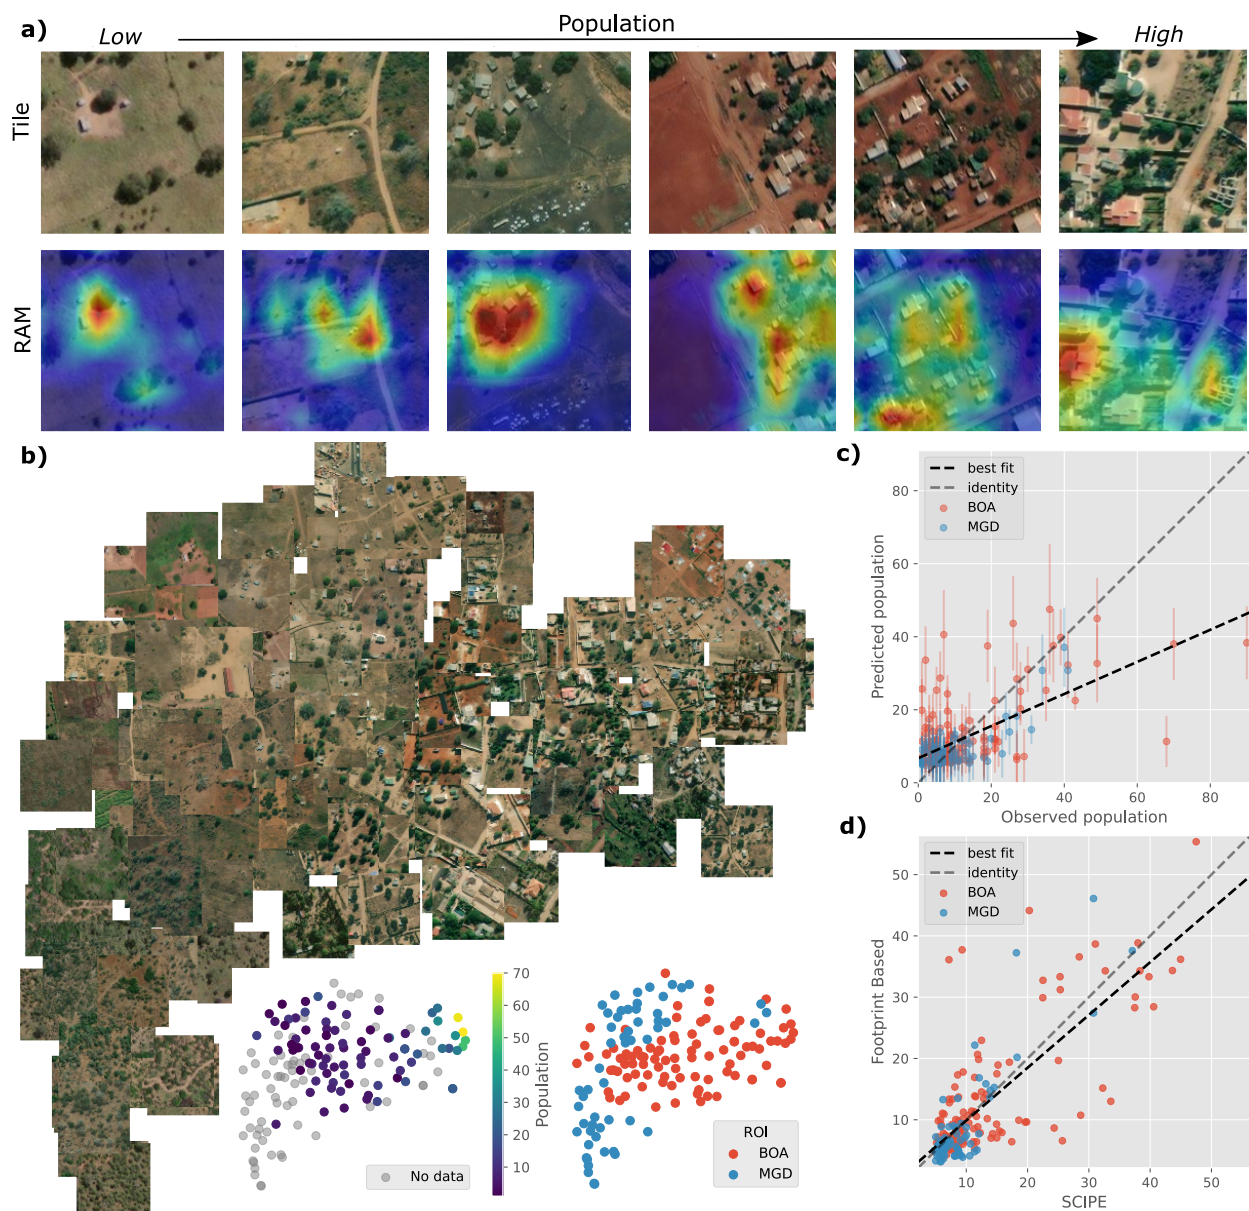 a)
Low
Population
High
Tile
RAM
b)
c)
best fit
identity
BOA
MGD
Predicted population
80
60
40
20
0
0
20
40
60
80
Observed population
d)
best fit
identity
BOA
MGD
Footprint Based
50
40
30
20
10
10
20
30
40
50
SCIPE
70
60
50
40
30
20
10
Population
No data
ROI
BOA
MGD